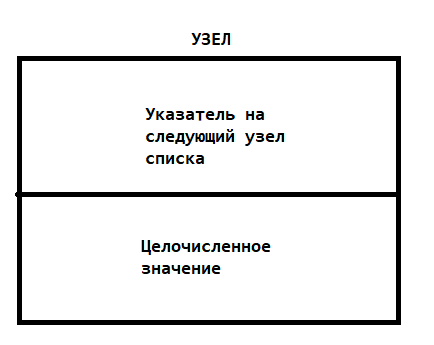 УЗЕЛ
Указатель на
следующий узел
списка
Целочисленное
значение